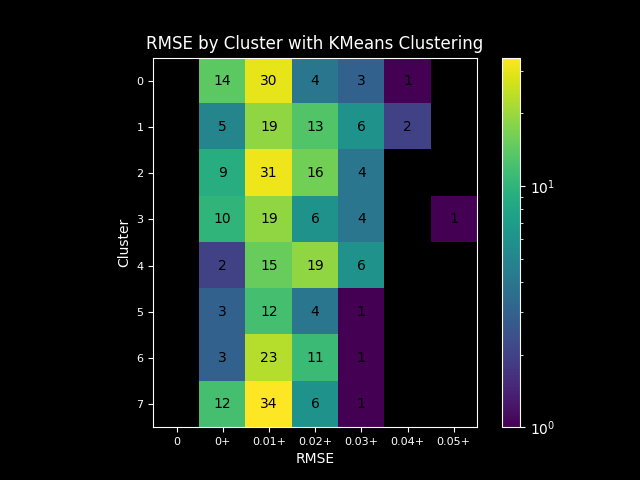 RMSE by Cluster with KMeans Clustering
0 14 30 4 3 1
1 5 19 13 6 2
2 9 31 16 4
3 10 19 6 4 1
4 2 15 19 6
5 3 12 4 1
6 3 23 11 1
7 12 34 6 1
Cluster
0 0+ 0.01+ 0.02+ 0.03+ 0.04+ 0.05+
RMSE
10¹
10⁰